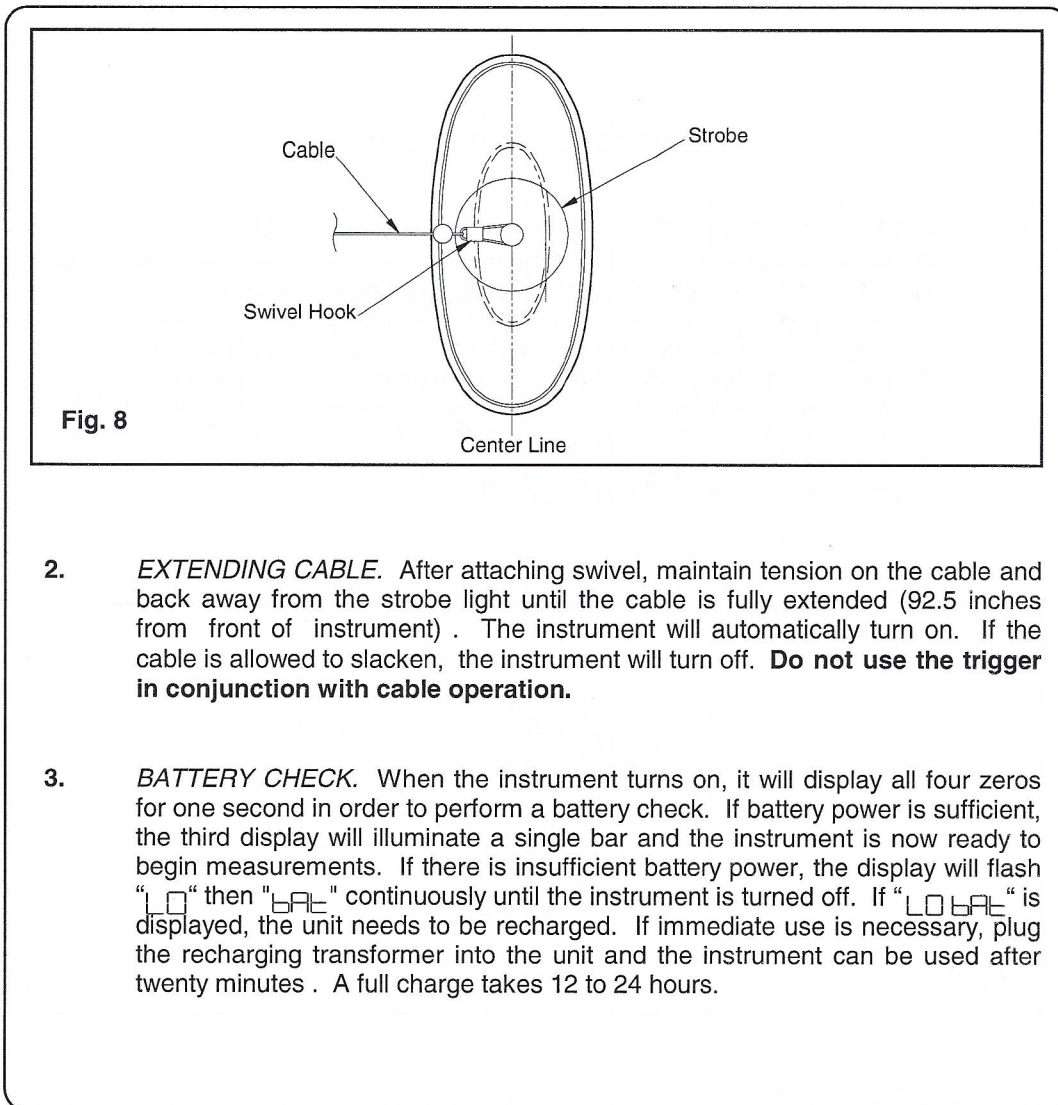 Cable
Strobe
Swivel Hook
Fig. 8
Center Line
2. EXTENDING CABLE. After attaching swivel, maintain tension on the cable and
back away from the strobe light until the cable is fully extended (92.5 inches
from front of instrument) . The instrument will automatically turn on. If the
cable is allowed to slacken, the instrument will turn off. Do not use the trigger
in conjunction with cable operation.
3. BATTERY CHECK. When the instrument turns on, it will display all four zeros
for one second in order to perform a battery check. If battery power is sufficient,
the third display will illuminate a single bar and the instrument is now ready to
begin measurements. If there is insufficient battery power, the display will flash
“LO“ then "bAt" continuously until the instrument is turned off. If “LO bAt“ is
displayed, the unit needs to be recharged. If immediate use is necessary, plug
the recharging transformer into the unit and the instrument can be used after
twenty minutes . A full charge takes 12 to 24 hours.